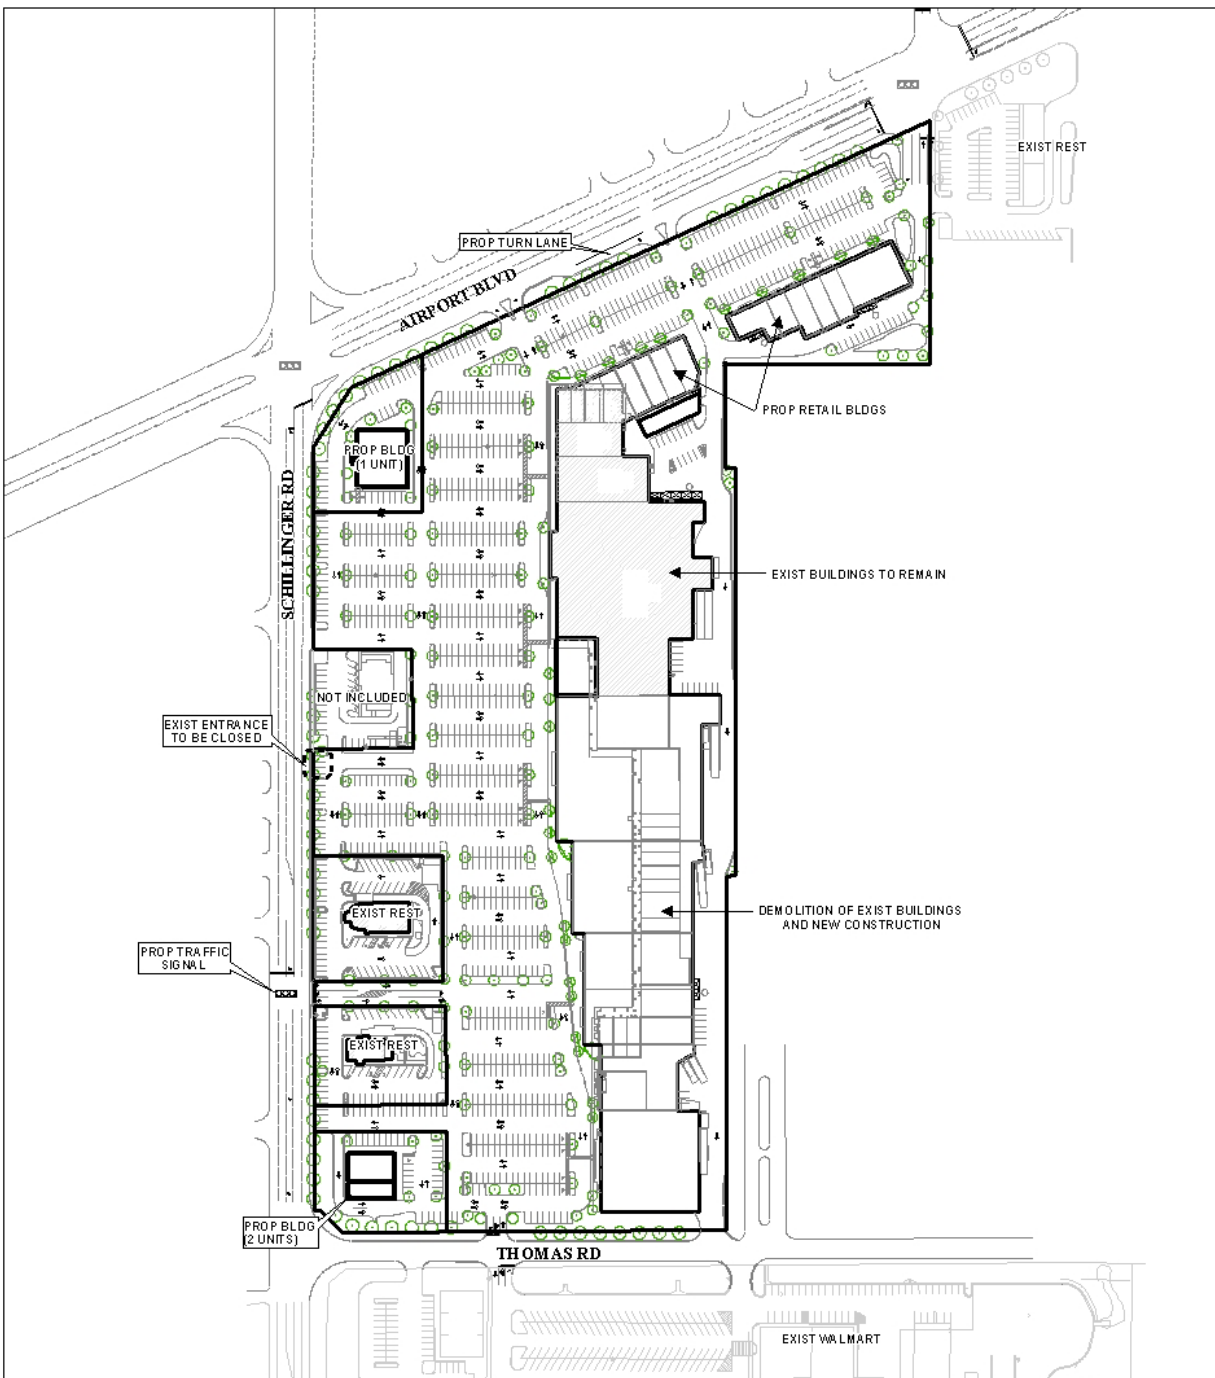 EXIST REST
PROP TURN LANE
AIRPORT BLVD
PROP RETAIL BLDGS
PROP BLDG
(1 UNIT)
SCHILLINGER RD
EXIST BUILDINGS TO REMAIN
NOT INCLUDED
EXIST ENTRANCE
TO BE CLOSED
EXIST REST
DEMOLITION OF EXIST BUILDINGS
AND NEW CONSTRUCTION
PROP TRAFFIC
SIGNAL
EXIST REST
PROP BLDG
(2 UNITS)
THOMAS RD
EXIST WALMART